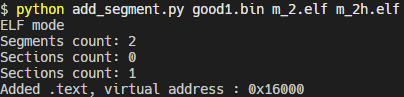 $ python add_segment.py good1.bin m_2.elf m_2h.elf
ELF mode
Segments count: 2
Sections count: 0
Sections count: 1
Added .text, virtual address : 0x16000